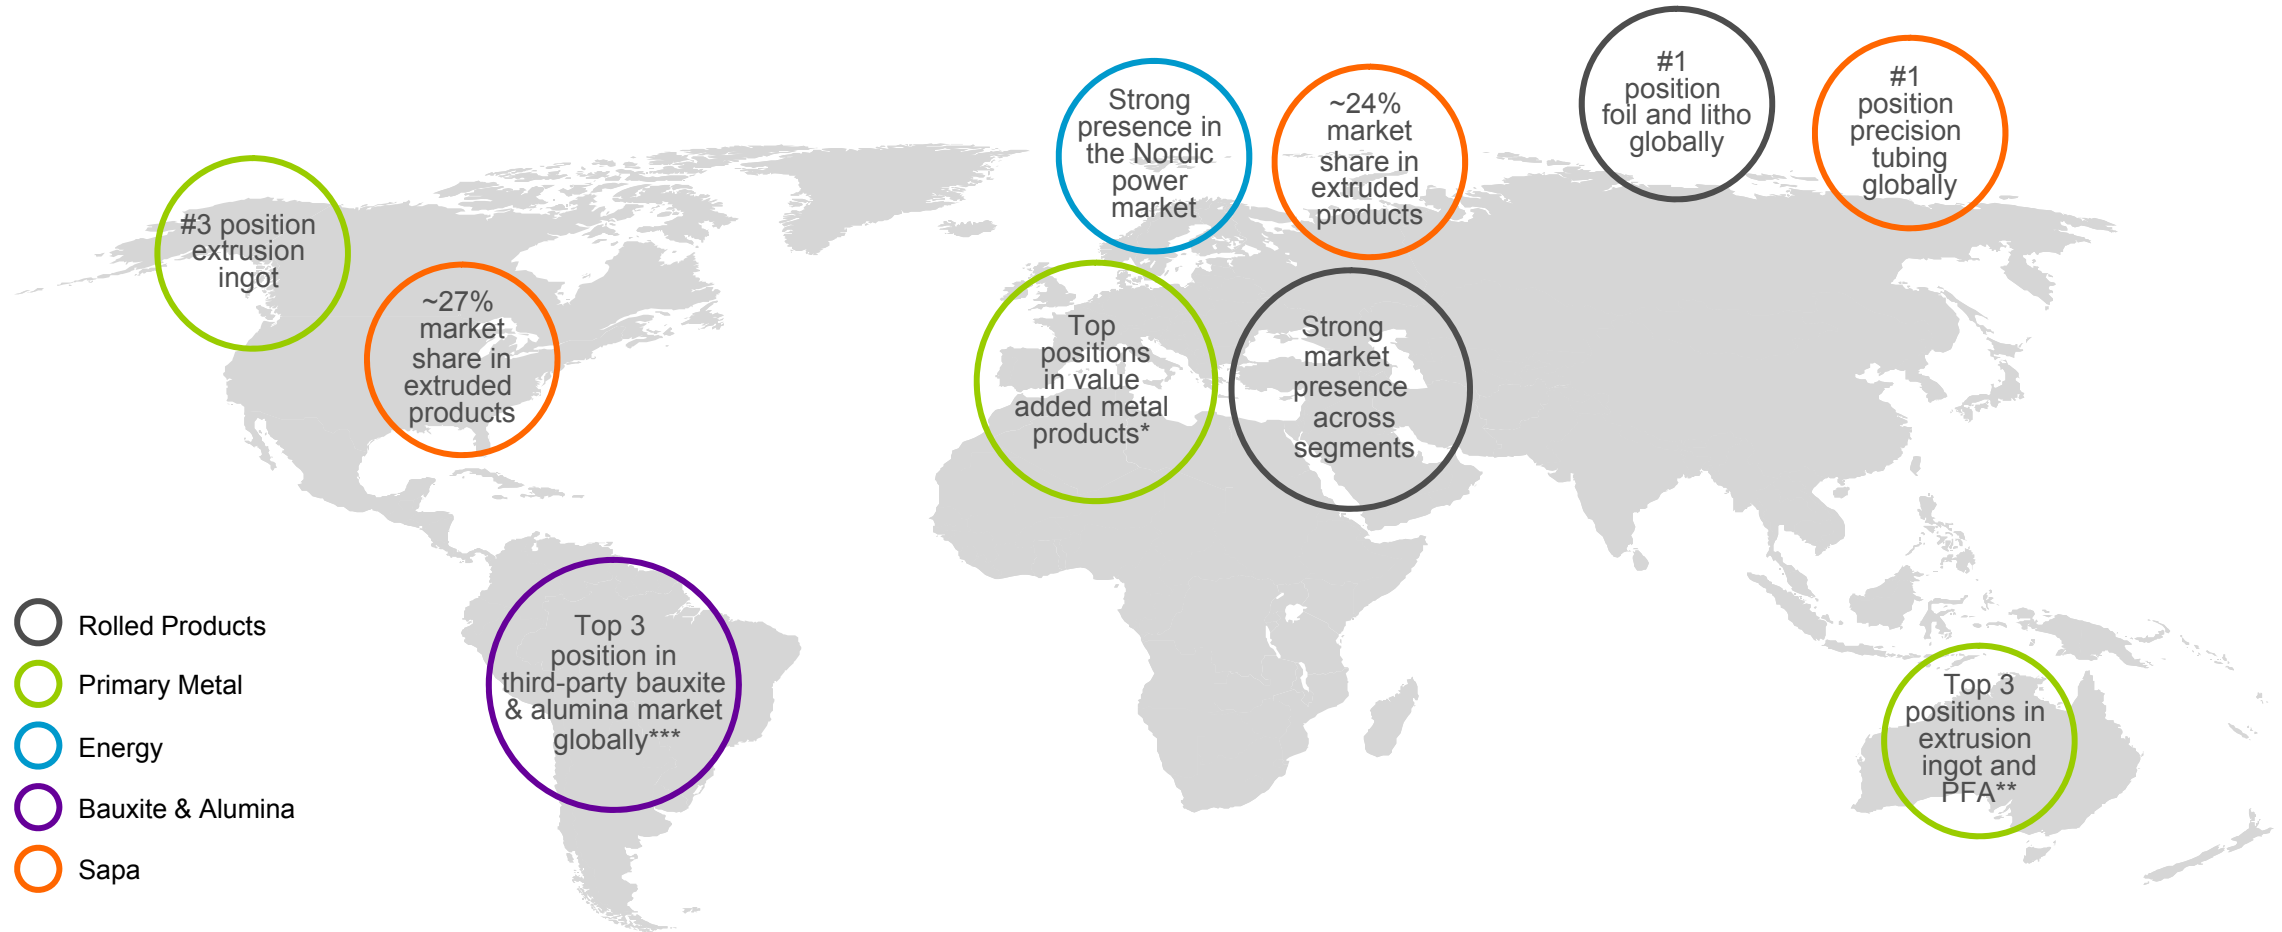 #1
position
foil and litho
globally
#1
position
precision
tubing
globally
Strong
presence in
the Nordic
power
market
~24%
market
share in
extruded
products
#3 position
extrusion
ingot
~27%
market
share in
extruded
products
Top
positions
in value
added metal
products*
Strong
market
presence
across
segments
Top 3
position in
third-party bauxite
& alumina market
globally***
Top 3
positions in
extrusion
ingot and
PFA**
Rolled Products
Primary Metal
Energy
Bauxite & Alumina
Sapa